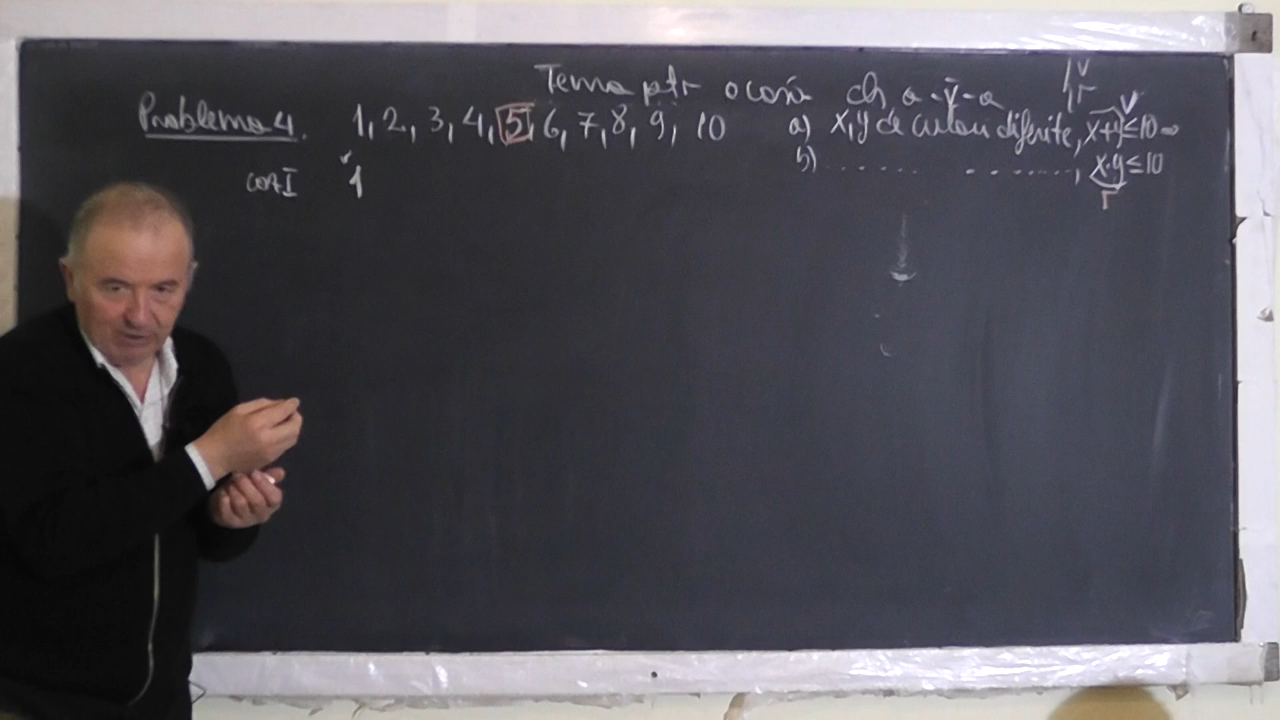 Tema ptr acasă
Problema 4. 1, 2, 3, 4, 5, 6, 7, 8, 9, 10 a) x, y de culori diferite, x+y≤10 ⇒
v
b) ........ ........, x·y≤10
r
caz I 1